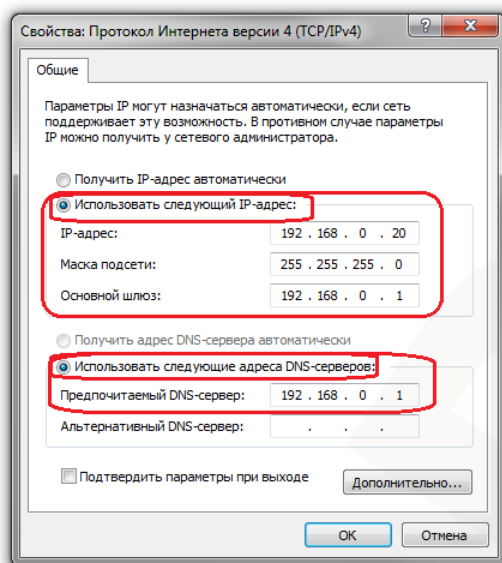 Свойства: Протокол Интернета версии 4 (TCP/IPv4)
Общие
Параметры IP могут назначаться автоматически, если сеть
поддерживает эту возможность. В противном случае параметры
IP можно получить у сетевого администратора.
Получить IP-адрес автоматически
Использовать следующий IP-адрес:
IP-адрес: 192 . 168 . 0 . 20
Маска подсети: 255 . 255 . 255 . 0
Основной шлюз: 192 . 168 . 0 . 1
Получить адрес DNS-сервера автоматически
Использовать следующие адреса DNS-серверов:
Предпочитаемый DNS-сервер: 192 . 168 . 0 . 1
Альтернативный DNS-сервер: . . .
Подтвердить параметры при выходе
Дополнительно...
OK Отмена